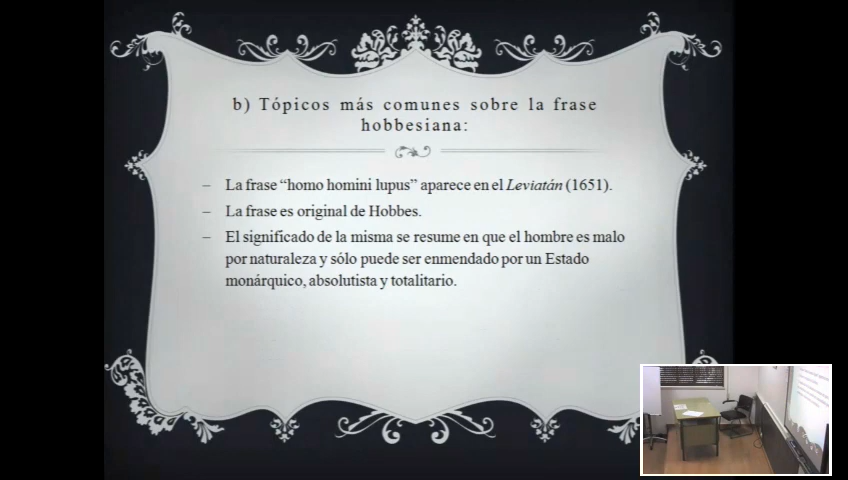 b) Tópicos más comunes sobre la frase
hobbesiana:
– La frase “homo homini lupus” aparece en el Leviatán (1651).
– La frase es original de Hobbes.
– El significado de la misma se resume en que el hombre es malo
por naturaleza y sólo puede ser enmendado por un Estado
monárquico, absolutista y totalitario.